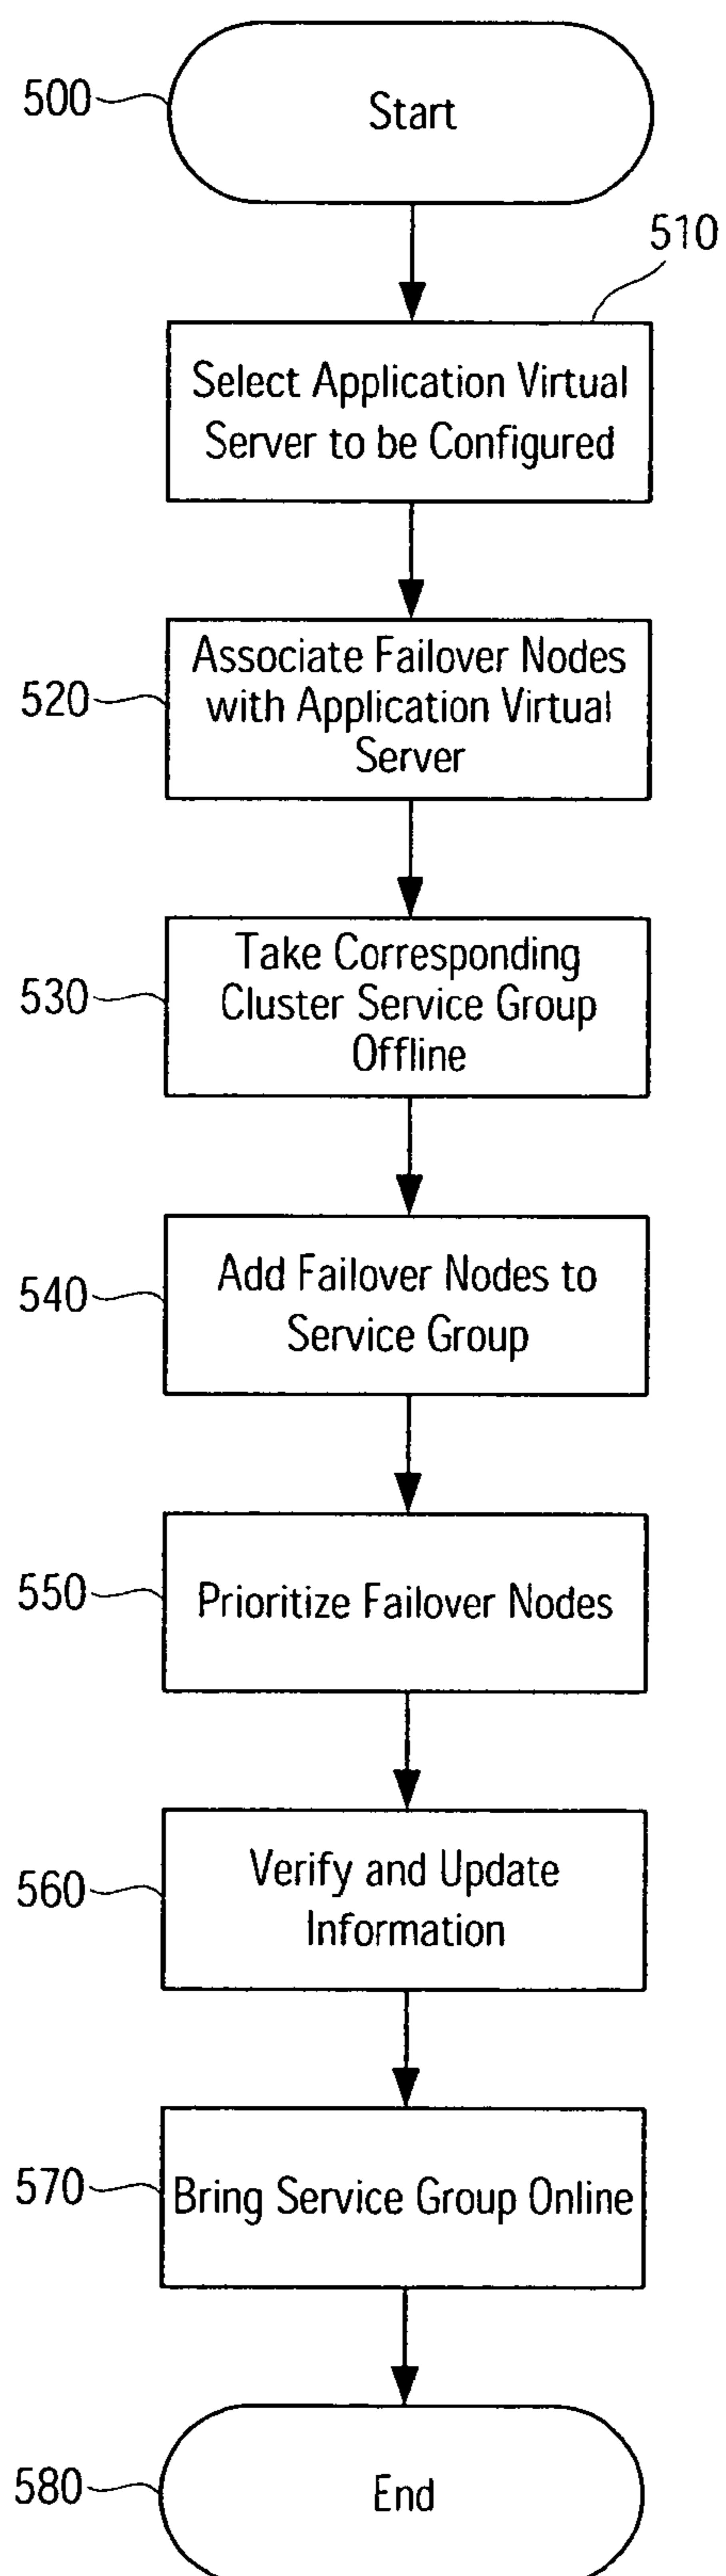 500
Start
510
Select Application Virtual
Server to be Configured
520
Associate Failover Nodes
with Application Virtual
Server
530
Take Corresponding
Cluster Service Group
Offline
540
Add Failover Nodes to
Service Group
550
Prioritize Failover Nodes
560
Verify and Update
Information
570
Bring Service Group Online
580
End